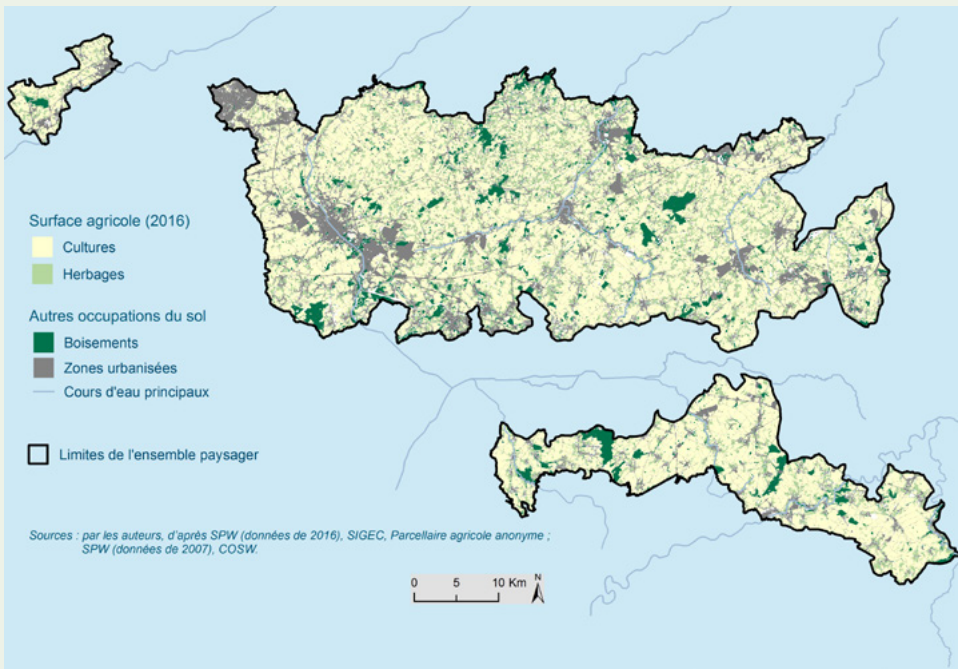 Surface agricole (2016)
Cultures
Herbages
Autres occupations du sol
Boisements
Zones urbanisées
Cours d'eau principaux
Limites de l'ensemble paysager
Sources : par les auteurs, d'après SPW (données de 2016), SIGEC, Parcellaire agricole anonyme ;
SPW (données de 2007), COSW.
0 5 10 Km N